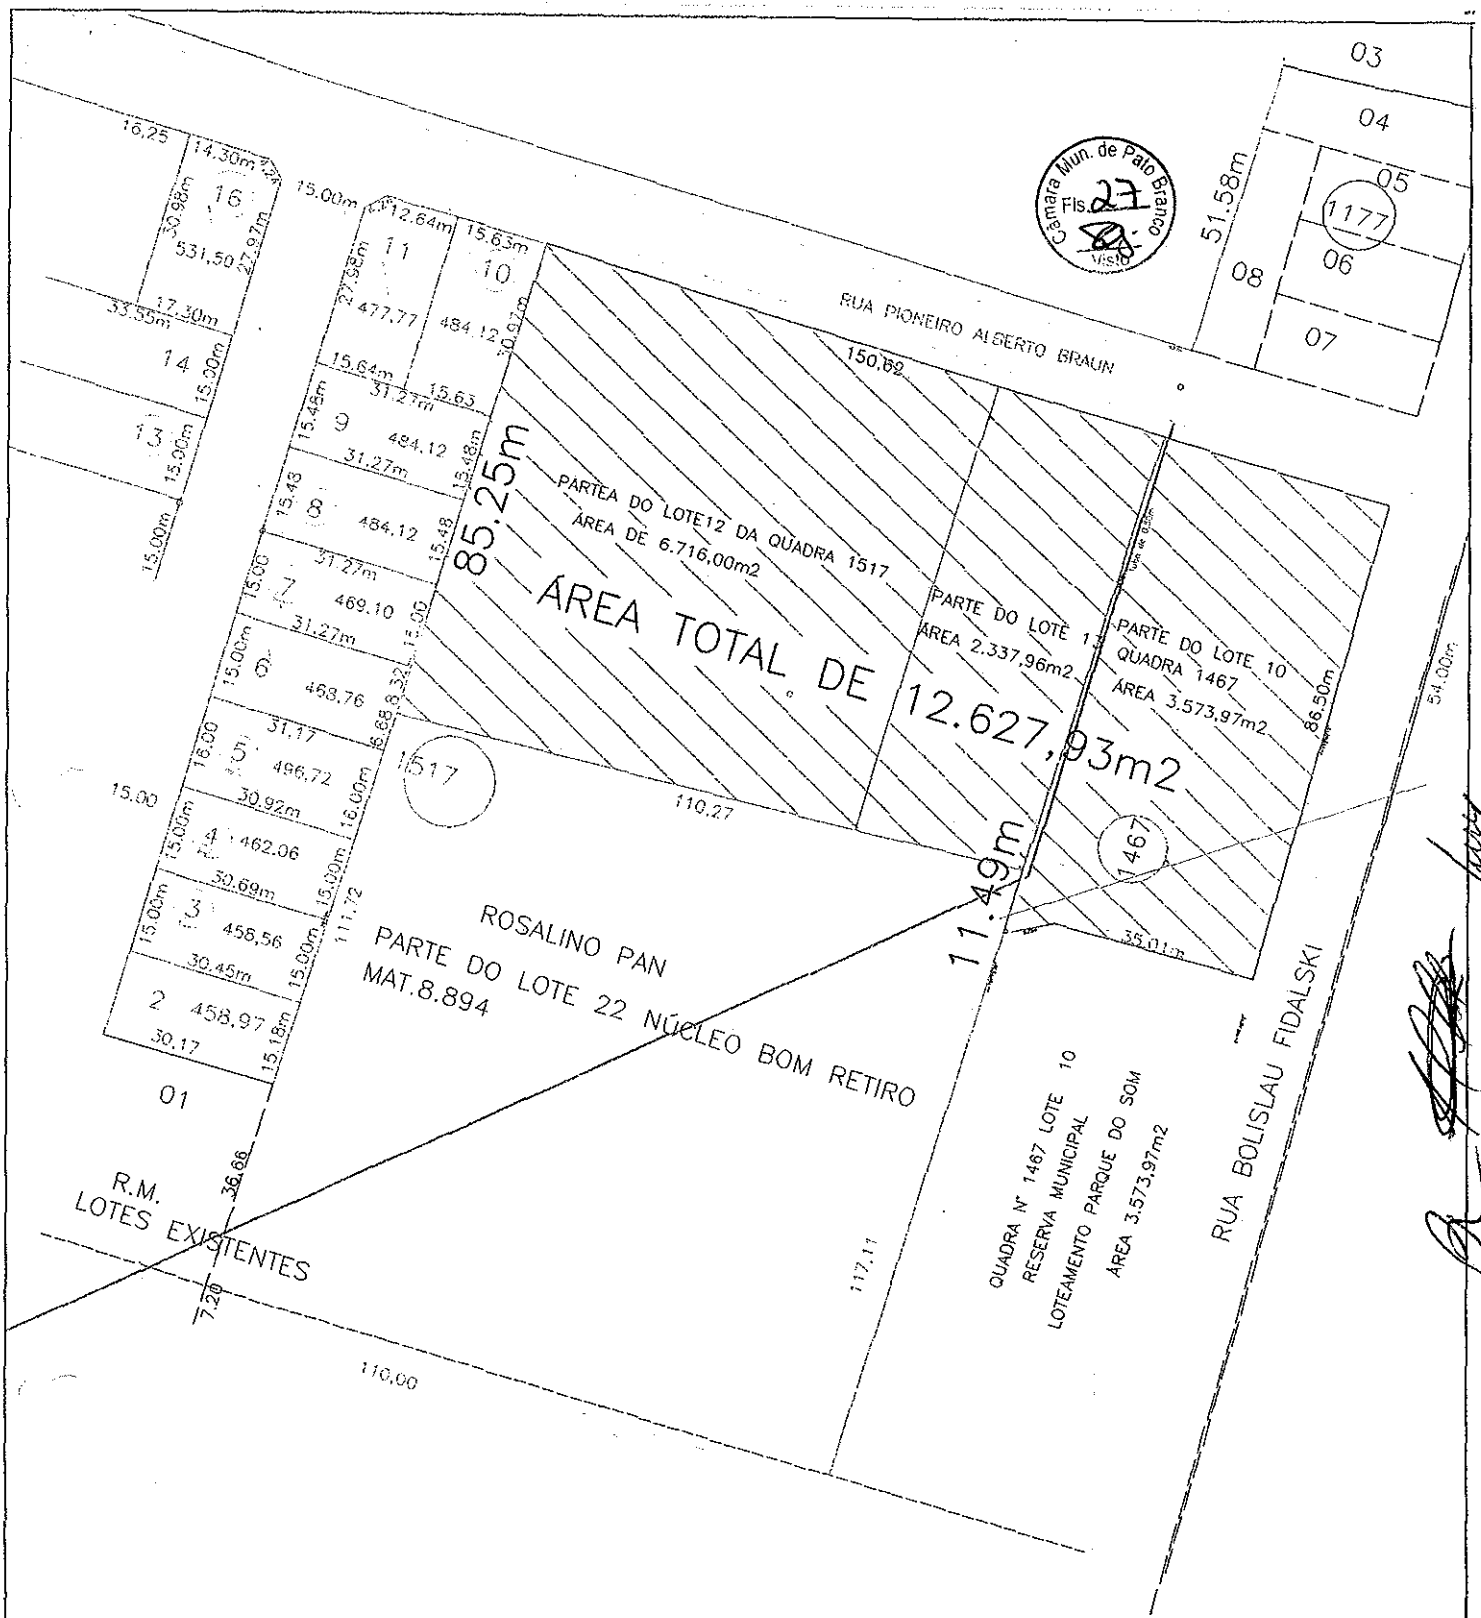 03
04
05
1177
06
08
07
51.58m
Câmara Mun. de Pato Branco
Fls. 27
Visto
16,25
14.30m
16
30.98m
531,50
27.97m
17.30m
33.55m
14
15.00m
13
15.00m
15.00m
15.00m
12.64m
15.63m
11
10
27.98m
477,77
484,12
30.97m
15.64m
15.63
31.27m
15.48m
9
484,12
15.48m
31.27m
15.48
8
484,12
15.48
31.27m
15.00
7
469.10
15.00
31.27m
15.00m
6
468,76
8.32
6.68
31.17
16.00
5
496,72
16.00m
30.92m
15.00
15.00m
4
462.06
15.00m
30.69m
15.00m
3
458,56
15.00m
111.72
30.45m
2
458,97
15.18m
30.17
01
36.66
R.M.
LOTES EXISTENTES
7.20
110,00
RUA PIONEIRO ALBERTO BRAUN
150,62
85.25m
PARTEA DO LOTE12 DA QUADRA 1517
ÁREA DE 6.716,00m2
ÁREA TOTAL DE 12.627,93m2
PARTE DO LOTE 13
ÁREA 2.337,96m2
PARTE DO LOTE 10
QUADRA 1467
ÁREA 3.573,97m2
86.50m
54.00m
1517
110.27
1467
11.49m
35.01m
ROSALINO PAN
PARTE DO LOTE 22 NÚCLEO BOM RETIRO
MAT.8.894
117.11
QUADRA N° 1467 LOTE 10
RESERVA MUNICIPAL
LOTEAMENTO PARQUE DO SOM
ÁREA 3.573,97m2
RUA BOLISLAU FIDALSKI